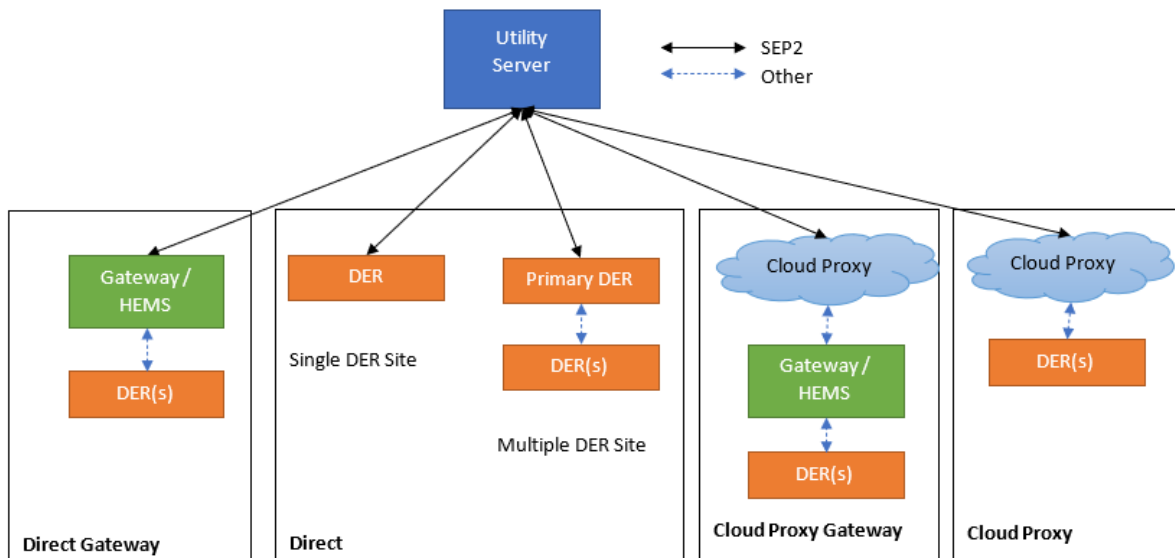 Utility
Server
SEP2
Other
Gateway /
HEMS
DER(s)
Direct Gateway
DER
Single DER Site
Primary DER
DER(s)
Multiple DER Site
Direct
Cloud Proxy
Gateway /
HEMS
DER(s)
Cloud Proxy Gateway
Cloud Proxy
DER(s)
Cloud Proxy